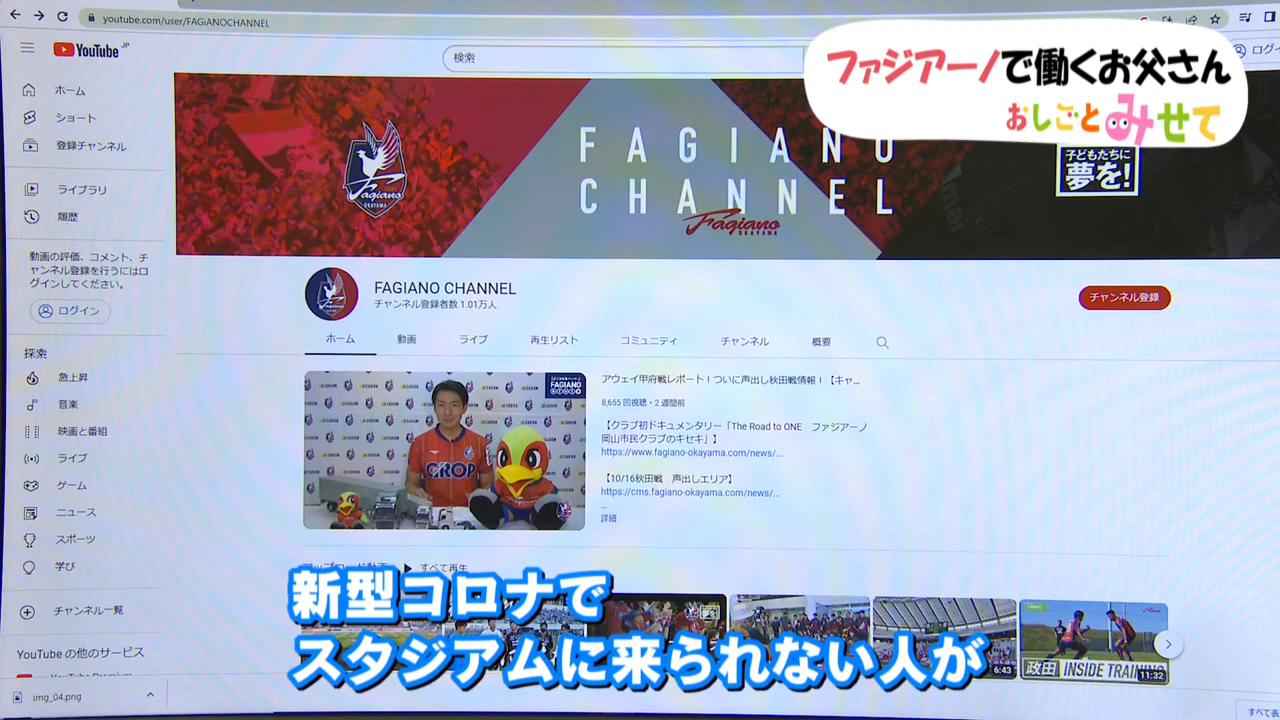 youtube.com/user/FAGiANOCHANNEL
YouTube JP
検索
ファジアーノで働くお父さん
おしごとみせて
ホーム
ショート
登録チャンネル
ライブラリ
履歴
動画の評価、コメント、チ
ャンネル登録を行うにはロ
グインしてください。
ログイン
探索
急上昇
音楽
映画と番組
ライブ
ゲーム
ニュース
スポーツ
学び
チャンネル一覧
YouTube の他のサービス
img_04.png
FAGIANO
CHANNEL
Fagiano
OKAYAMA
Fagiano
OKAYAMA
子どもたちに
夢を!
FAGIANO CHANNEL
チャンネル登録者数 1.01万人
チャンネル登録
ホーム 動画 ライブ 再生リスト コミュニティ チャンネル 概要
FAGIANO
GROP
アウェイ甲府戦レポート！ついに声出し秋田戦情報！【キャ...
8,655 回視聴・2 週間前
【クラブ初ドキュメンタリー「The Road to ONE　ファジアーノ
岡山市民クラブのキセキ」】
https://www.fagiano-okayama.com/news/...
【10/16秋田戦　声出しエリア】
https://cms.fagiano-okayama.com/news/...
...
詳細
すべて再生
6:43
政田 INSIDE TRAINING
11:32
新型コロナで
スタジアムに来られない人が